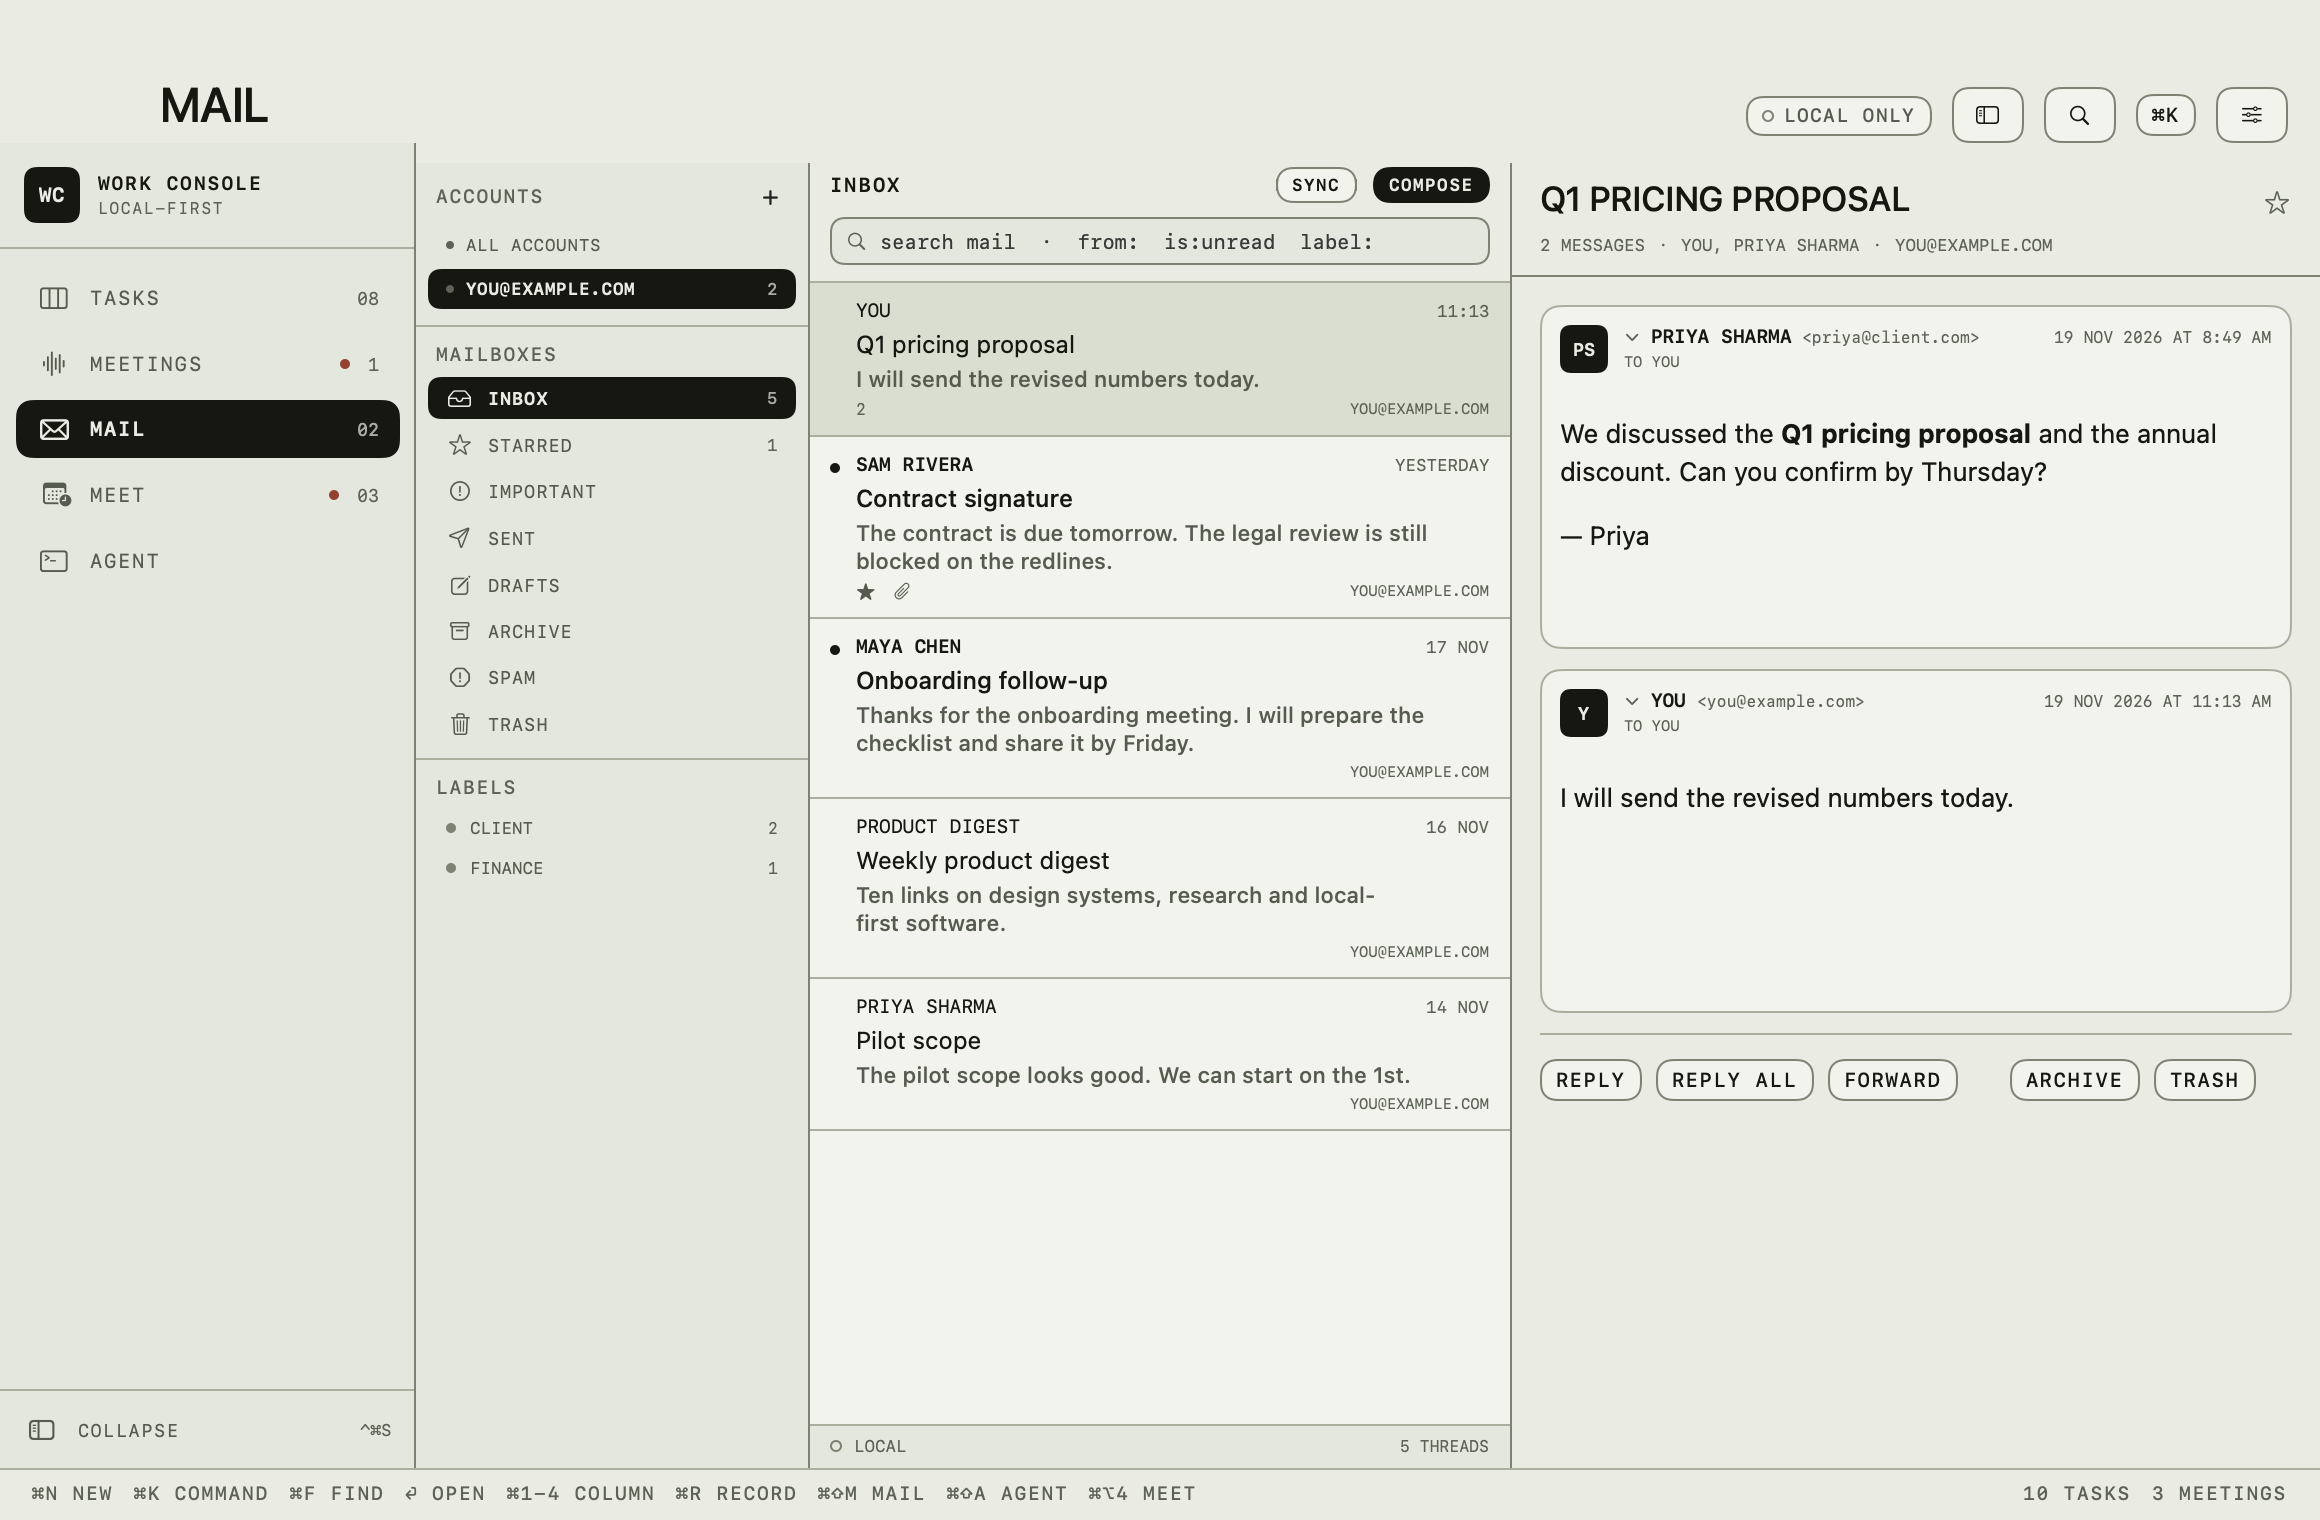 MAIL
LOCAL ONLY
⌘K
WC
WORK CONSOLE
LOCAL—FIRST
TASKS 08
MEETINGS 1
MAIL 02
MEET 03
AGENT
COLLAPSE ^⌘S
ACCOUNTS +
ALL ACCOUNTS
YOU@EXAMPLE.COM 2
MAILBOXES
INBOX 5
STARRED 1
IMPORTANT
SENT
DRAFTS
ARCHIVE
SPAM
TRASH
LABELS
CLIENT 2
FINANCE 1
INBOX SYNC COMPOSE
search mail · from: is:unread label:
YOU 11:13
Q1 pricing proposal
I will send the revised numbers today.
2 YOU@EXAMPLE.COM
SAM RIVERA YESTERDAY
Contract signature
The contract is due tomorrow. The legal review is still
blocked on the redlines.
YOU@EXAMPLE.COM
MAYA CHEN 17 NOV
Onboarding follow-up
Thanks for the onboarding meeting. I will prepare the
checklist and share it by Friday.
YOU@EXAMPLE.COM
PRODUCT DIGEST 16 NOV
Weekly product digest
Ten links on design systems, research and local-
first software.
YOU@EXAMPLE.COM
PRIYA SHARMA 14 NOV
Pilot scope
The pilot scope looks good. We can start on the 1st.
YOU@EXAMPLE.COM
LOCAL 5 THREADS
Q1 PRICING PROPOSAL
2 MESSAGES · YOU, PRIYA SHARMA · YOU@EXAMPLE.COM
PS PRIYA SHARMA <priya@client.com> 19 NOV 2026 AT 8:49 AM
TO YOU
We discussed the Q1 pricing proposal and the annual
discount. Can you confirm by Thursday?
— Priya
Y YOU <you@example.com> 19 NOV 2026 AT 11:13 AM
TO YOU
I will send the revised numbers today.
REPLY REPLY ALL FORWARD ARCHIVE TRASH
⌘N NEW ⌘K COMMAND ⌘F FIND ⏎ OPEN ⌘1—4 COLUMN ⌘R RECORD ⌘⇧M MAIL ⌘⇧A AGENT ⌘⌥4 MEET 10 TASKS 3 MEETINGS